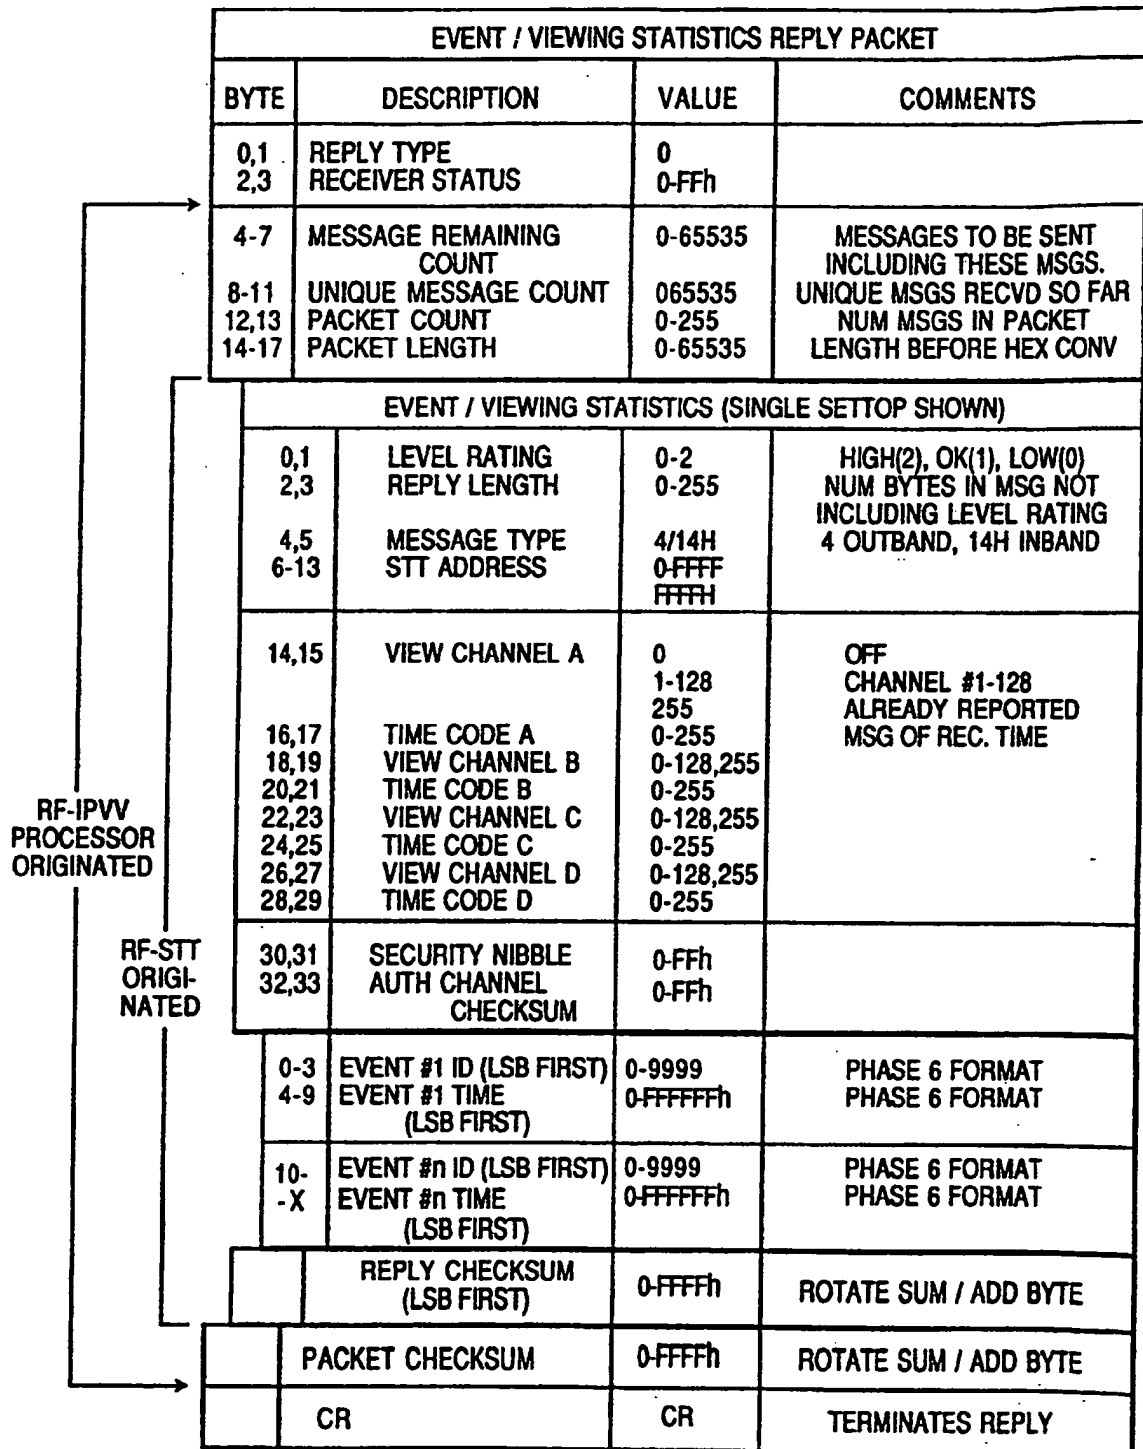 EVENT / VIEWING STATISTICS REPLY PACKET
BYTE DESCRIPTION VALUE COMMENTS
0,1 REPLY TYPE 0
2,3 RECEIVER STATUS 0-FFh
4-7 MESSAGE REMAINING 0-65535 MESSAGES TO BE SENT
COUNT INCLUDING THESE MSGS.
8-11 UNIQUE MESSAGE COUNT 065535 UNIQUE MSGS RECVD SO FAR
12,13 PACKET COUNT 0-255 NUM MSGS IN PACKET
14-17 PACKET LENGTH 0-65535 LENGTH BEFORE HEX CONV
EVENT / VIEWING STATISTICS (SINGLE SETTOP SHOWN)
0,1 LEVEL RATING 0-2 HIGH(2), OK(1), LOW(0)
2,3 REPLY LENGTH 0-255 NUM BYTES IN MSG NOT
INCLUDING LEVEL RATING
4,5 MESSAGE TYPE 4/14H 4 OUTBAND, 14H INBAND
6-13 STT ADDRESS 0-FFFF
FFFFH
14,15 VIEW CHANNEL A 0 OFF
1-128 CHANNEL #1-128
255 ALREADY REPORTED
16,17 TIME CODE A 0-255 MSG OF REC. TIME
18,19 VIEW CHANNEL B 0-128,255
20,21 TIME CODE B 0-255
22,23 VIEW CHANNEL C 0-128,255
24,25 TIME CODE C 0-255
26,27 VIEW CHANNEL D 0-128,255
28,29 TIME CODE D 0-255
RF-IPVV
PROCESSOR
ORIGINATED
30,31 SECURITY NIBBLE 0-FFh
32,33 AUTH CHANNEL 0-FFh
CHECKSUM
RF-STT
ORIGI-
NATED
0-3 EVENT #1 ID (LSB FIRST) 0-9999 PHASE 6 FORMAT
4-9 EVENT #1 TIME 0-FFFFFFh PHASE 6 FORMAT
(LSB FIRST)
10- EVENT #n ID (LSB FIRST) 0-9999 PHASE 6 FORMAT
-X EVENT #n TIME 0-FFFFFFh PHASE 6 FORMAT
(LSB FIRST)
REPLY CHECKSUM 0-FFFFh ROTATE SUM / ADD BYTE
(LSB FIRST)
PACKET CHECKSUM 0-FFFFh ROTATE SUM / ADD BYTE
CR CR TERMINATES REPLY